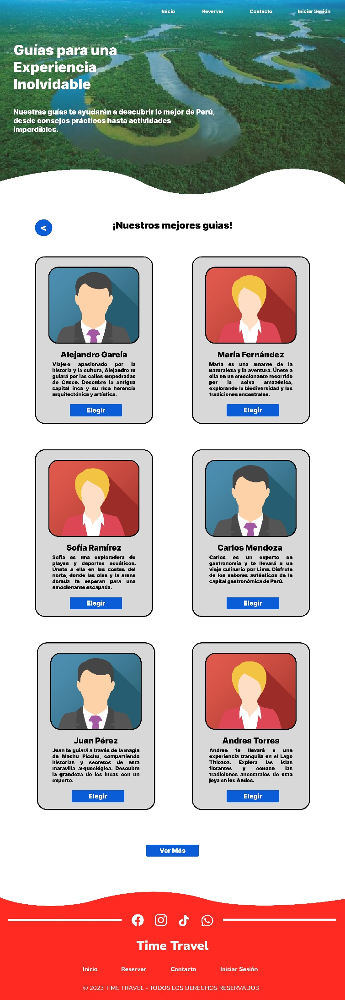 Inicio Revervar Contacto Iniciar Sesión
Guías para una
Experiencia
Inolvidable
Nuestras guías te ayudarán a descubrir lo mejor de Perú,
desde consejos prácticos hasta actividades
imperdibles.
< ¡Nuestros mejores guias!
Alejandro García
Viajero apasionado por la
historia y la cultura, Alejandro te
guiará por las calles empedradas
de Cusco. Descubre la antigua
capital inca y su rica herencia
arquitectónica y artística.
Elegir
María Fernández
María es una amante de la
naturaleza y la aventura. Únete a
ella en un emocionante recorrido
por la selva amazónica,
explorando la biodiversidad y las
tradiciones ancestrales.
Elegir
Sofía Ramírez
Sofía es una exploradora de
playas y deportes acuáticos.
Únete a ella en las costas del
norte, donde las olas y la arena
dorada te esperan para una
emocionante escapada.
Elegir
Carlos Mendoza
Carlos es un experto en
gastronomía y te llevará a un
viaje culinario por Lima. Disfruta
de los sabores auténticos de la
capital gastronómica de Perú.
Elegir
Juan Pérez
Juan te guiará a través de la magia
de Machu Picchu, compartiendo
historias y secretos de esta
maravilla arqueológica. Descubre
la grandeza de los incas con un
experto.
Elegir
Andrea Torres
Andrea te llevará a una
experiencia tranquila en el Lago
Titicaca. Explora las islas
flotantes y conoce las
tradiciones ancestrales de esta
joya en los Andes.
Elegir
Ver Más
Time Travel
Inicio Reservar Contacto Iniciar Sesión
© 2023 TIME TRAVEL - TODOS LOS DERECHOS RESERVADOS